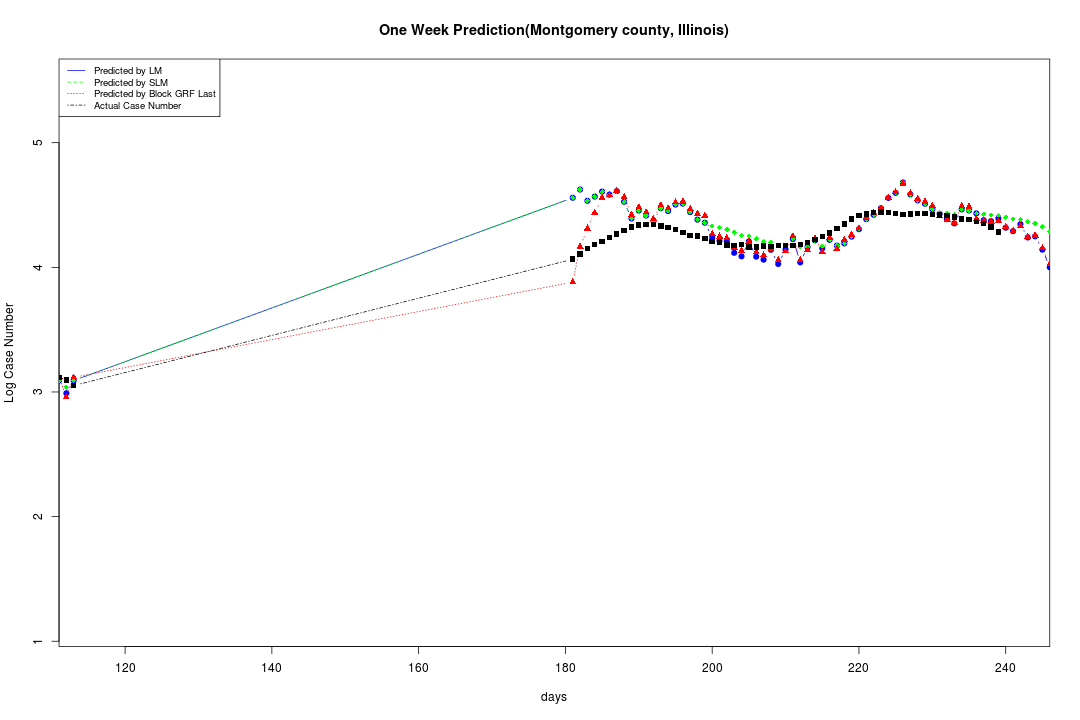 One Week Prediction(Montgomery county, Illinois)
Predicted by LM
Predicted by SLM
Predicted by Block GRF Last
Actual Case Number
5
4
3
2
1
Log Case Number
120 140 160 180 200 220 240
days